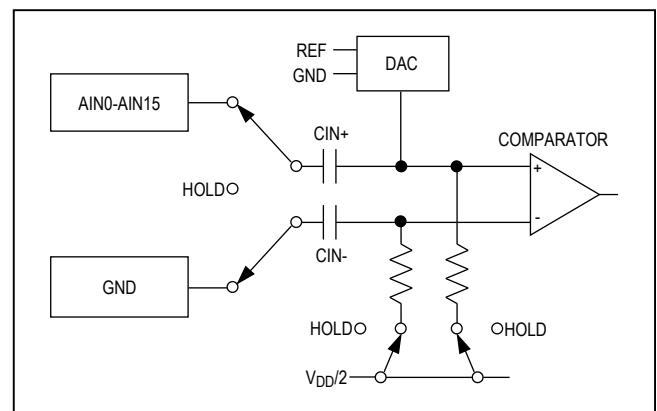 REF
GND
DAC
AIN0-AIN15
CIN+
COMPARATOR
+
-
HOLD
CIN-
GND
HOLD
HOLD
VDD/2